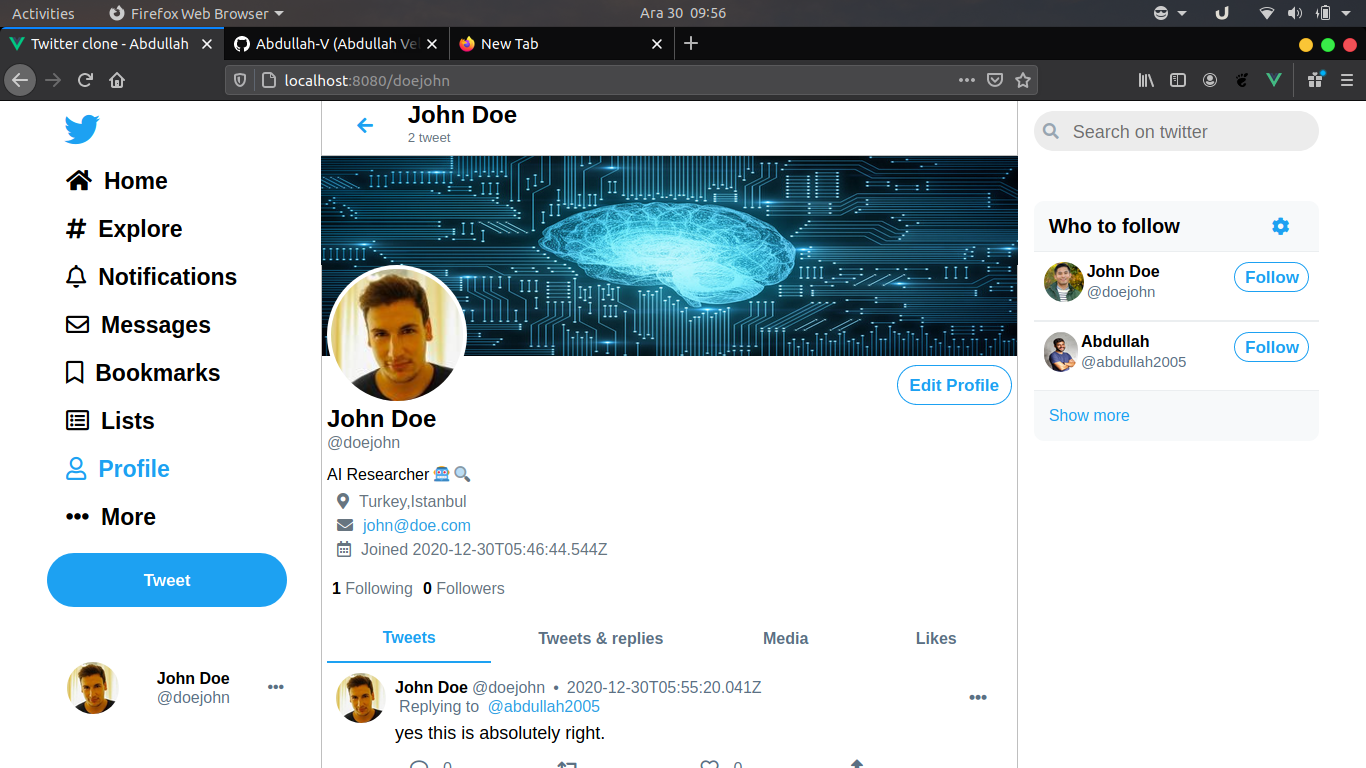 Activities
Firefox Web Browser
Ara 30 09:56
Twitter clone - Abdullah
Abdullah-V (Abdullah Vel
New Tab
localhost:8080/doejohn
Home
Explore
Notifications
Messages
Bookmarks
Lists
Profile
More
Tweet
John Doe
@doejohn
John Doe
2 tweet
Edit Profile
John Doe
@doejohn
AI Researcher 🤖🔍
Turkey,Istanbul
john@doe.com
Joined 2020-12-30T05:46:44.544Z
1 Following 0 Followers
Tweets
Tweets & replies
Media
Likes
John Doe @doejohn • 2020-12-30T05:55:20.041Z
Replying to @abdullah2005
yes this is absolutely right.
0
0
Search on twitter
Who to follow
John Doe
@doejohn
Follow
Abdullah
@abdullah2005
Follow
Show more